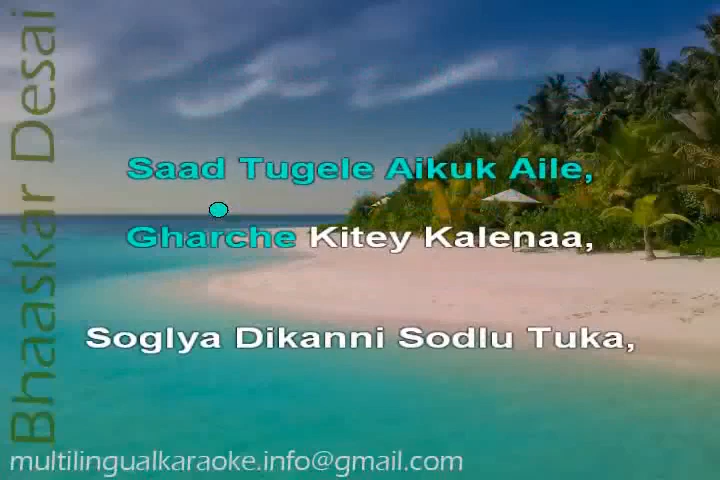 Bhaaskar Desai
Saad Tugele Aikuk Aile,
Gharche Kitey Kalenaa,
Soglya Dikanni Sodlu Tuka,
multilingualkaraoke.info@gmail.com